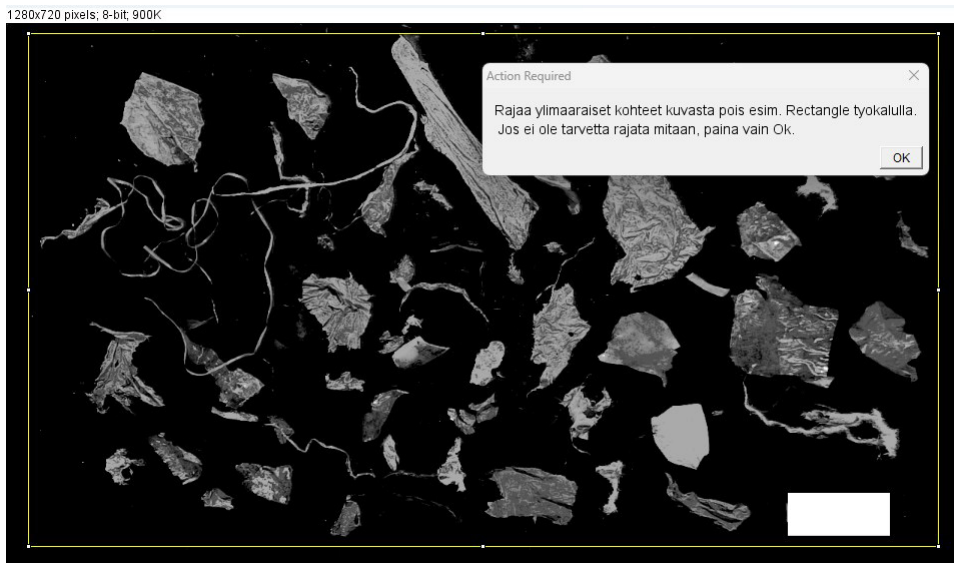 1280x720 pixels; 8-bit; 900K
Action Required
Rajaa ylimaaraiset kohteet kuvasta pois esim. Rectangle tyokalulla.
Jos ei ole tarvetta rajata mitaan, paina vain Ok.
OK